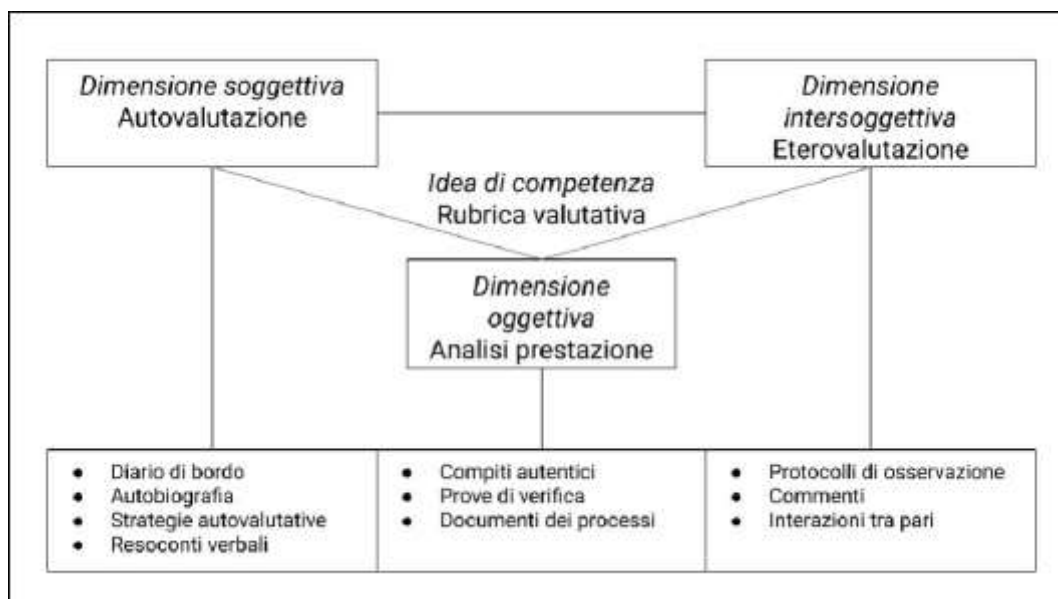 Dimensione soggettiva
Autovalutazione
Dimensione
intersoggettiva
Eterovalutazione
Idea di competenza
Rubrica valutativa
Dimensione
oggettiva
Analisi prestazione
● Diario di bordo
● Autobiografia
● Strategie autovalutative
● Resoconti verbali
● Compiti autentici
● Prove di verifica
● Documenti dei processi
● Protocolli di osservazione
● Commenti
● Interazioni tra pari